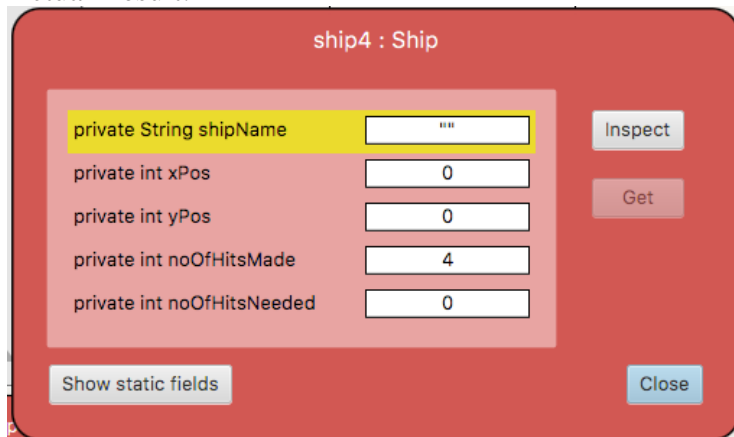 ship4 : Ship
private String shipName ""
Inspect
private int xPos 0
private int yPos 0
Get
private int noOfHitsMade 4
private int noOfHitsNeeded 0
Show static fields
Close